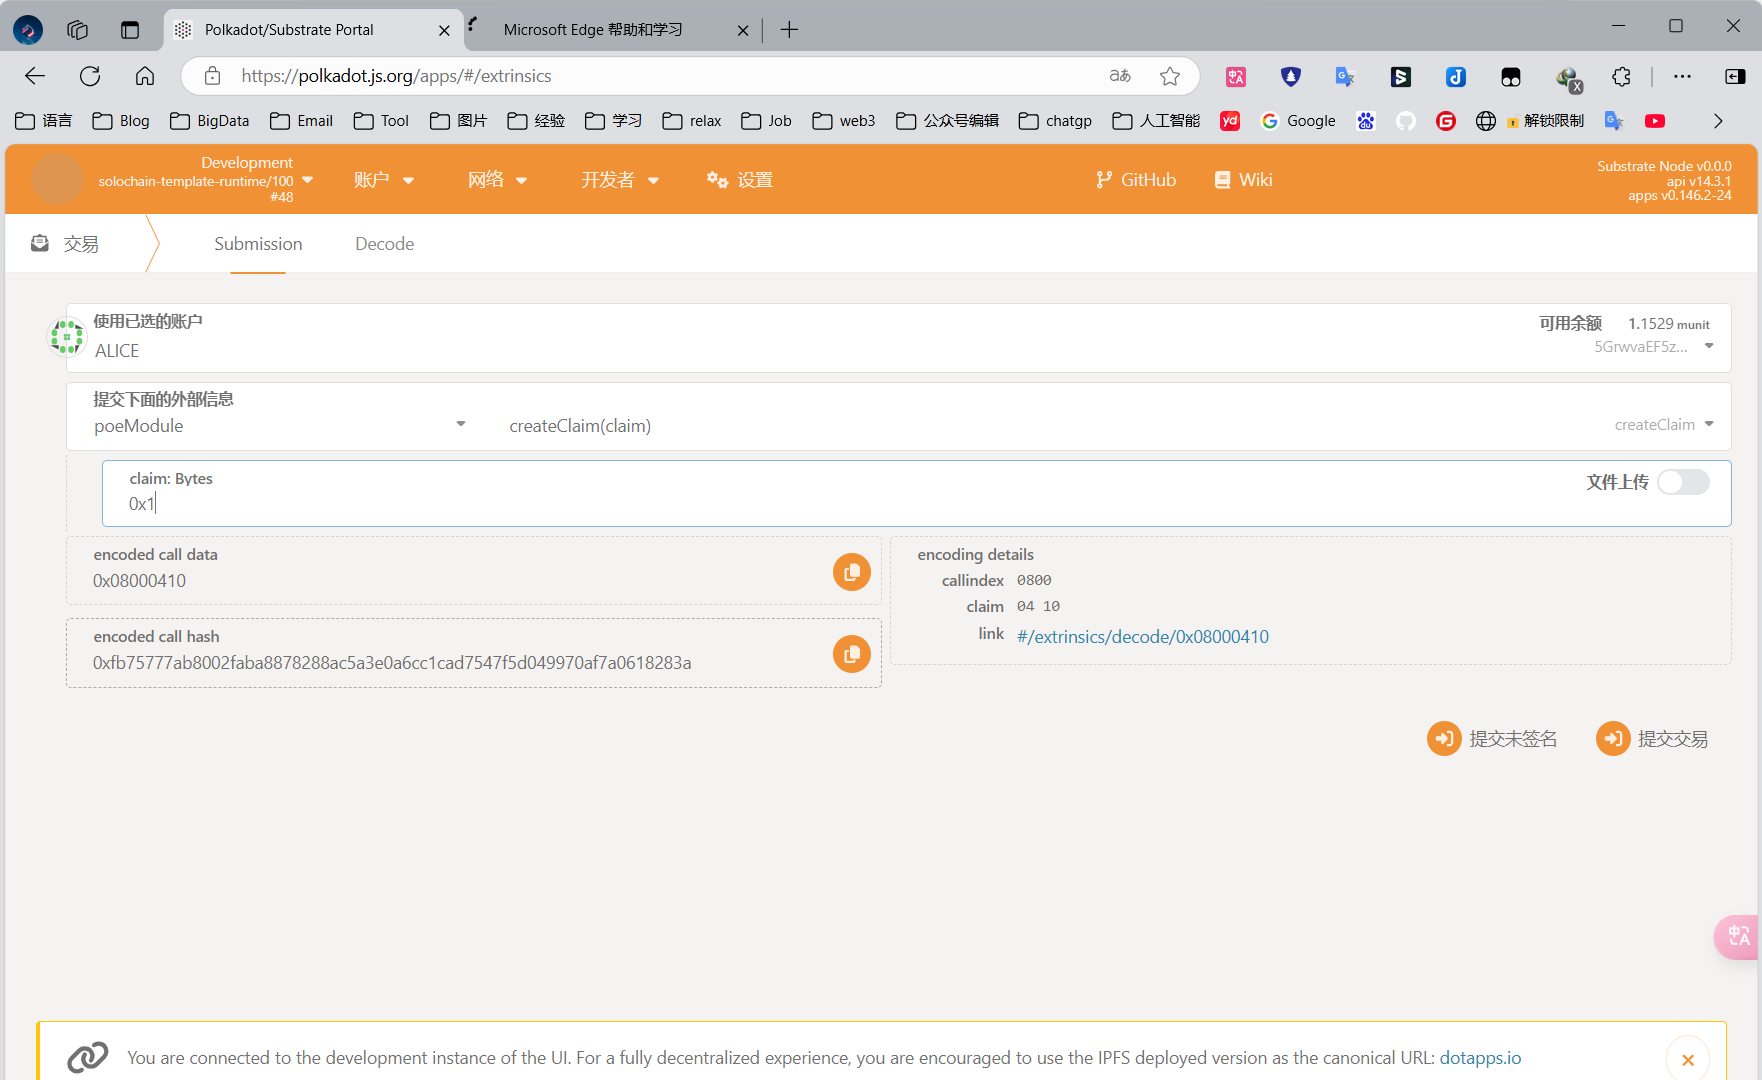 Polkadot/Substrate Portal
Microsoft Edge 帮助和学习
https://polkadot.js.org/apps/#/extrinsics
语言 Blog BigData Email Tool 图片 经验 学习 relax Job web3 公众号编辑 chatgp 人工智能 Google 解锁限制
Development
solochain-template-runtime/100
#48
账户 网络 开发者 设置 GitHub Wiki
Substrate Node v0.0.0
api v14.3.1
apps v0.146.2-24
交易 Submission Decode
使用已选的账户
ALICE
可用余额 1.1529 munit
5GrwvaEF5z...
提交下面的外部信息
poeModule createClaim(claim) createClaim
claim: Bytes
0x1
文件上传
encoded call data
0x08000410
encoding details
callindex 0800
claim 04 10
link #/extrinsics/decode/0x08000410
encoded call hash
0xfb75777ab8002faba8878288ac5a3e0a6cc1cad7547f5d049970af7a0618283a
提交未签名 提交交易
You are connected to the development instance of the UI. For a fully decentralized experience, you are encouraged to use the IPFS deployed version as the canonical URL: dotapps.io